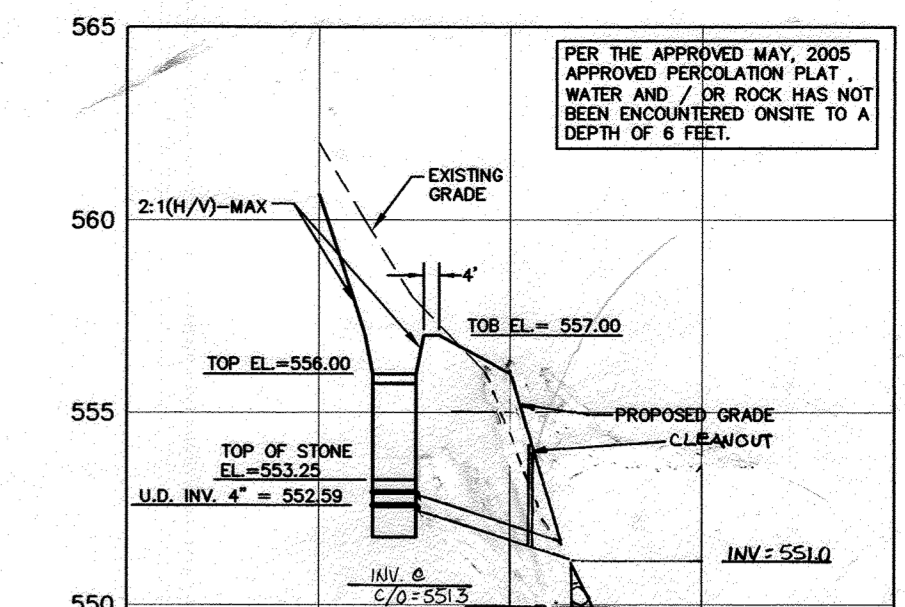 565
PER THE APPROVED MAY, 2005
APPROVED PERCOLATION PLAT ,
WATER AND / OR ROCK HAS NOT
BEEN ENCOUNTERED ONSITE TO A
DEPTH OF 6 FEET.
EXISTING
GRADE
2:1(H/V)-MAX
560
4'
TOB EL.= 557.00
TOP EL.=556.00
555
PROPOSED GRADE
CLEANOUT
TOP OF STONE
EL.=553.25
U.D. INV. 4" = 552.59
INV = 551.0
INV. @
C/O = 551.3
550